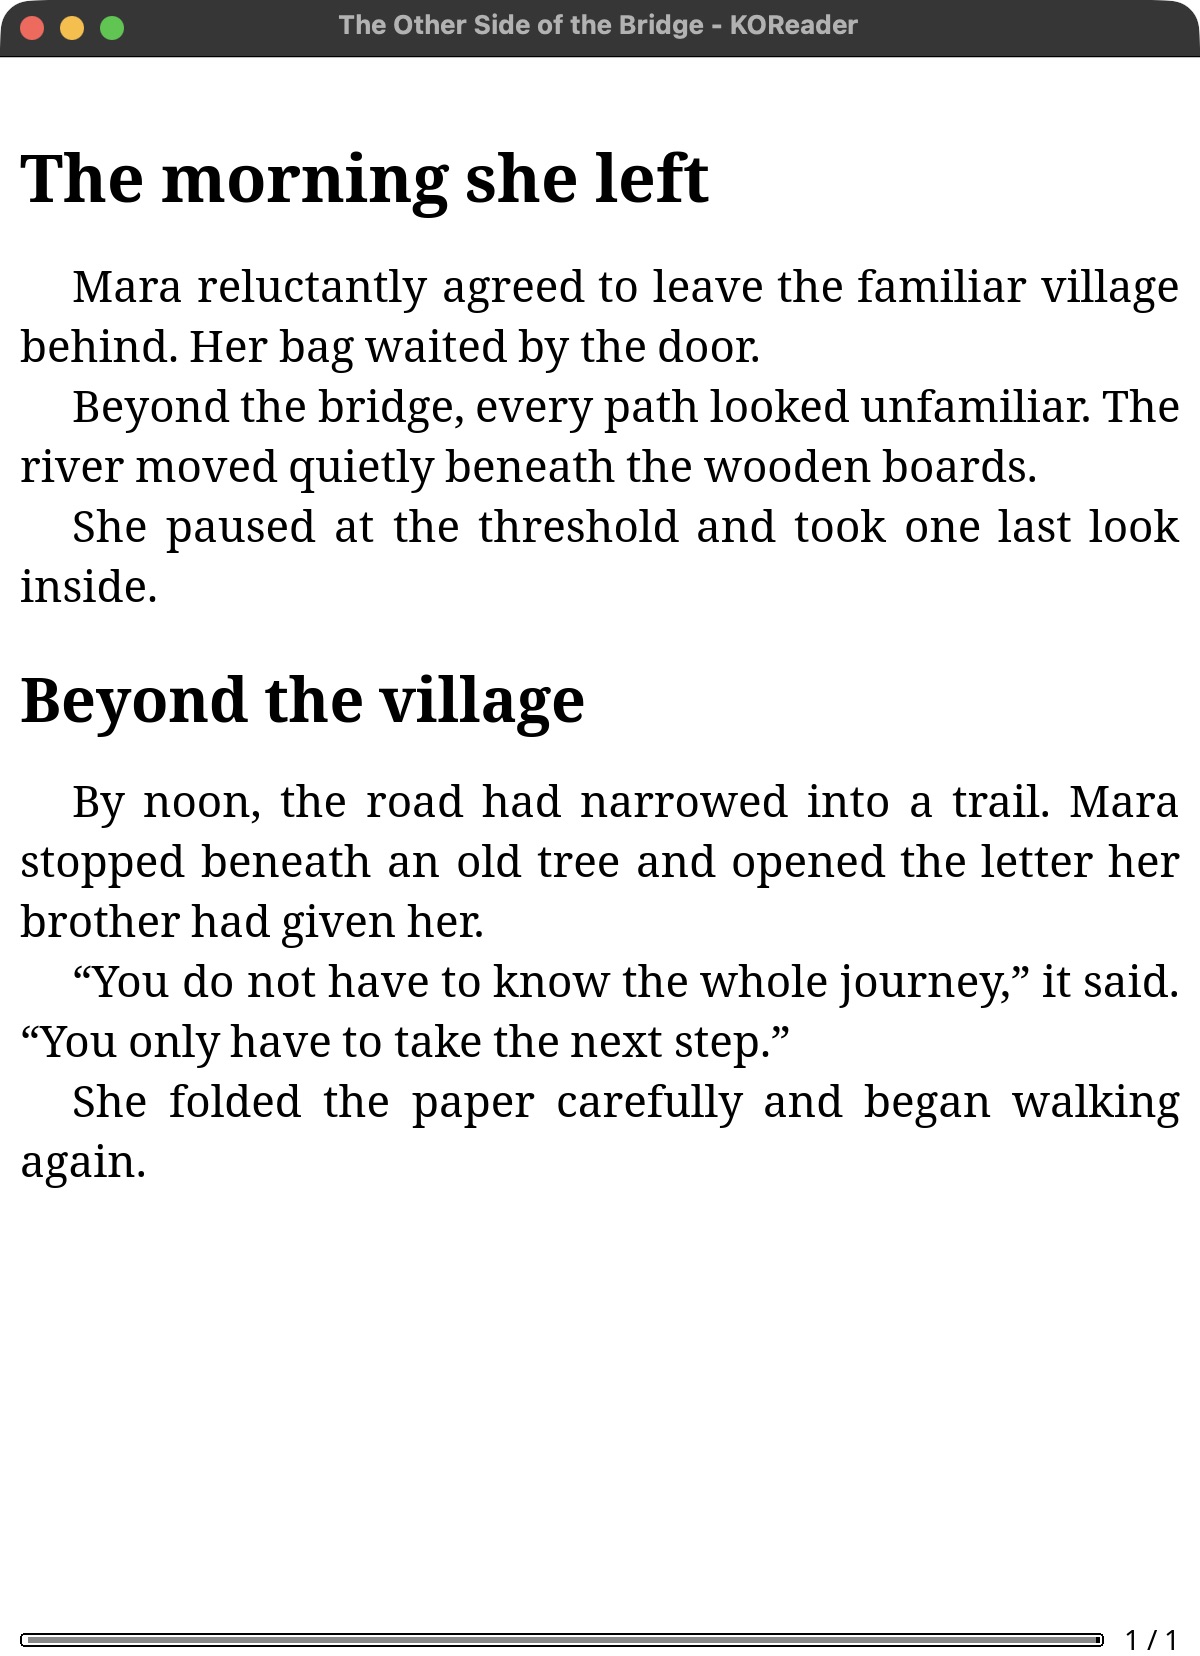 The Other Side of the Bridge - KOReader
The morning she left
Mara reluctantly agreed to leave the familiar village
behind. Her bag waited by the door.
Beyond the bridge, every path looked unfamiliar. The
river moved quietly beneath the wooden boards.
She paused at the threshold and took one last look
inside.
Beyond the village
By noon, the road had narrowed into a trail. Mara
stopped beneath an old tree and opened the letter her
brother had given her.
“You do not have to know the whole journey,” it said.
“You only have to take the next step.”
She folded the paper carefully and began walking
again.
1 / 1